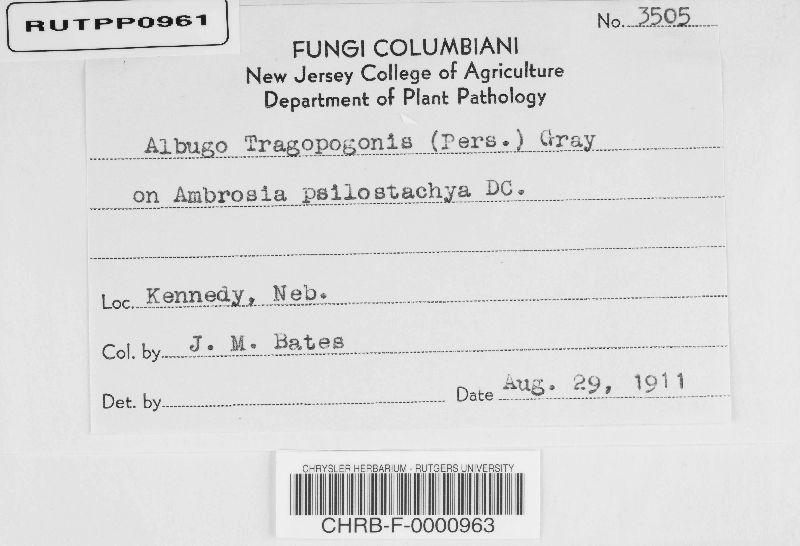 RUTPP0961
No. 3505
FUNGI COLUMBIANI
New Jersey College of Agriculture
Department of Plant Pathology
Albugo Tragopogonis (Pers.) Gray
on Ambrosia psilostachya DC.
Loc. Kennedy, Neb.
Col. by J. M. Bates
Det. by Date Aug. 29, 1911
CHRYSLER HERBARIUM - RUTGERS UNIVERSITY
CHRB-F-0000963